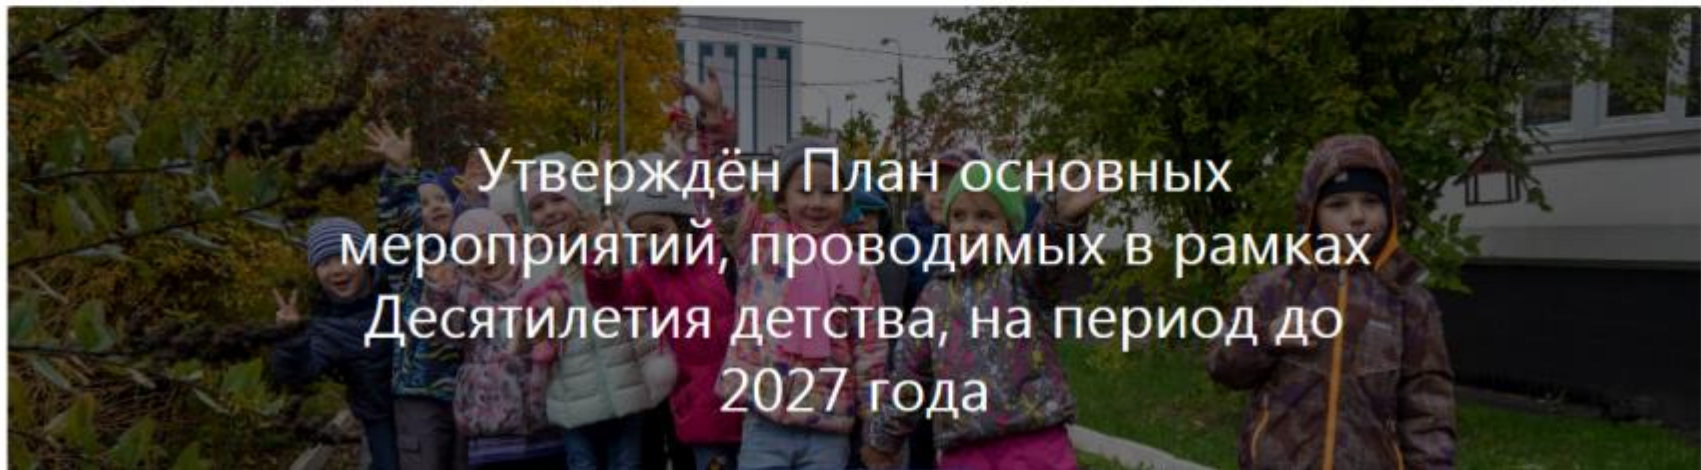 Утверждён План основных
мероприятий, проводимых в рамках
Десятилетия детства, на период до
2027 года